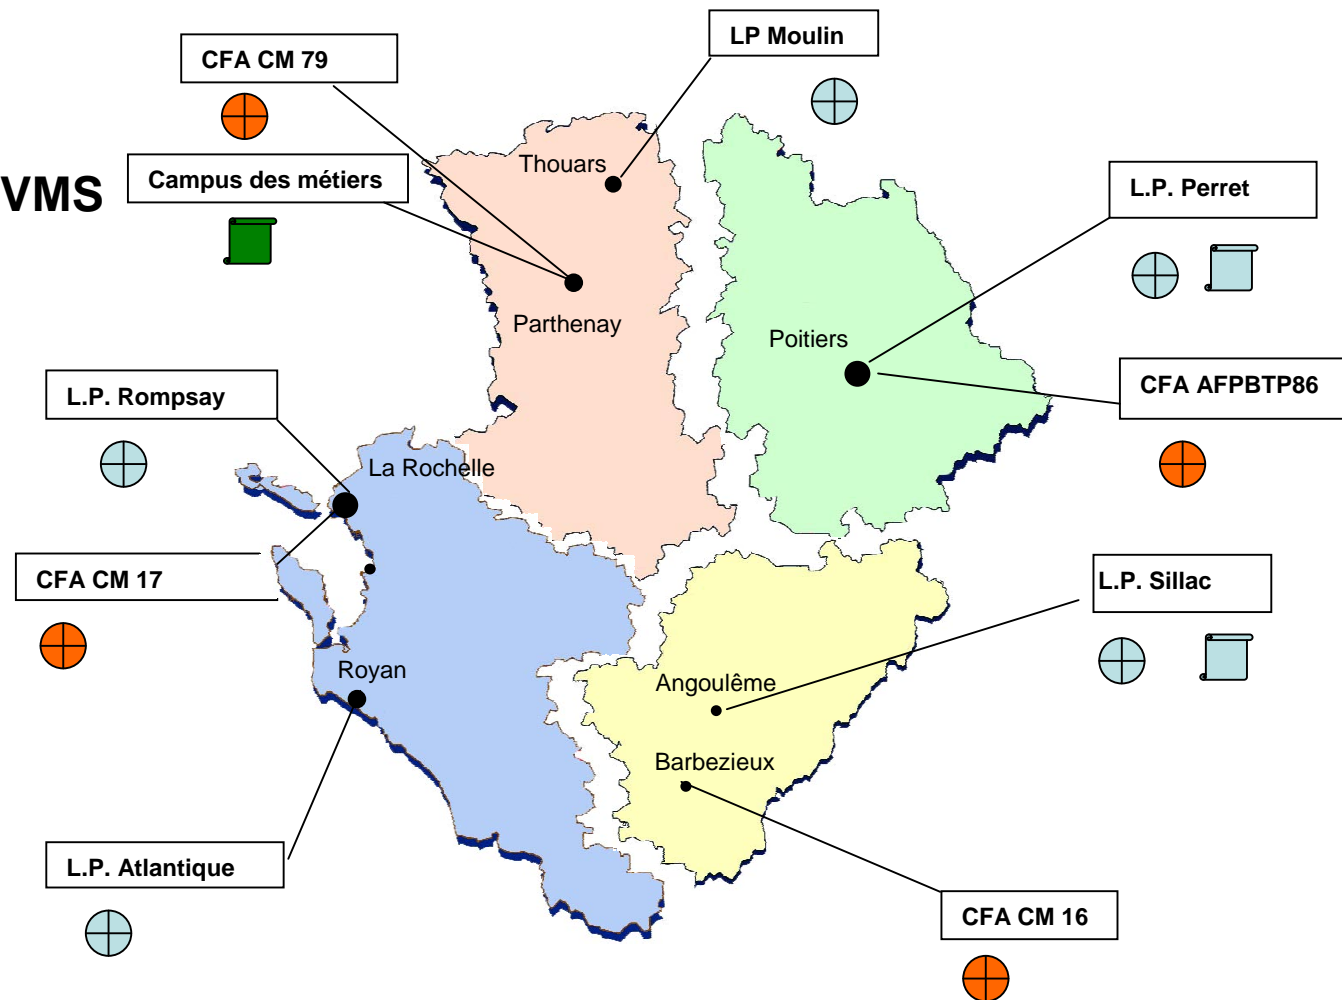 LP Moulin
CFA CM 79
Thouars
Campus des métiers
VMS
L.P. Perret
Parthenay
Poitiers
CFA AFPBTP86
L.P. Rompsay
La Rochelle
CFA CM 17
L.P. Sillac
Royan
Angoulême
Barbezieux
L.P. Atlantique
CFA CM 16